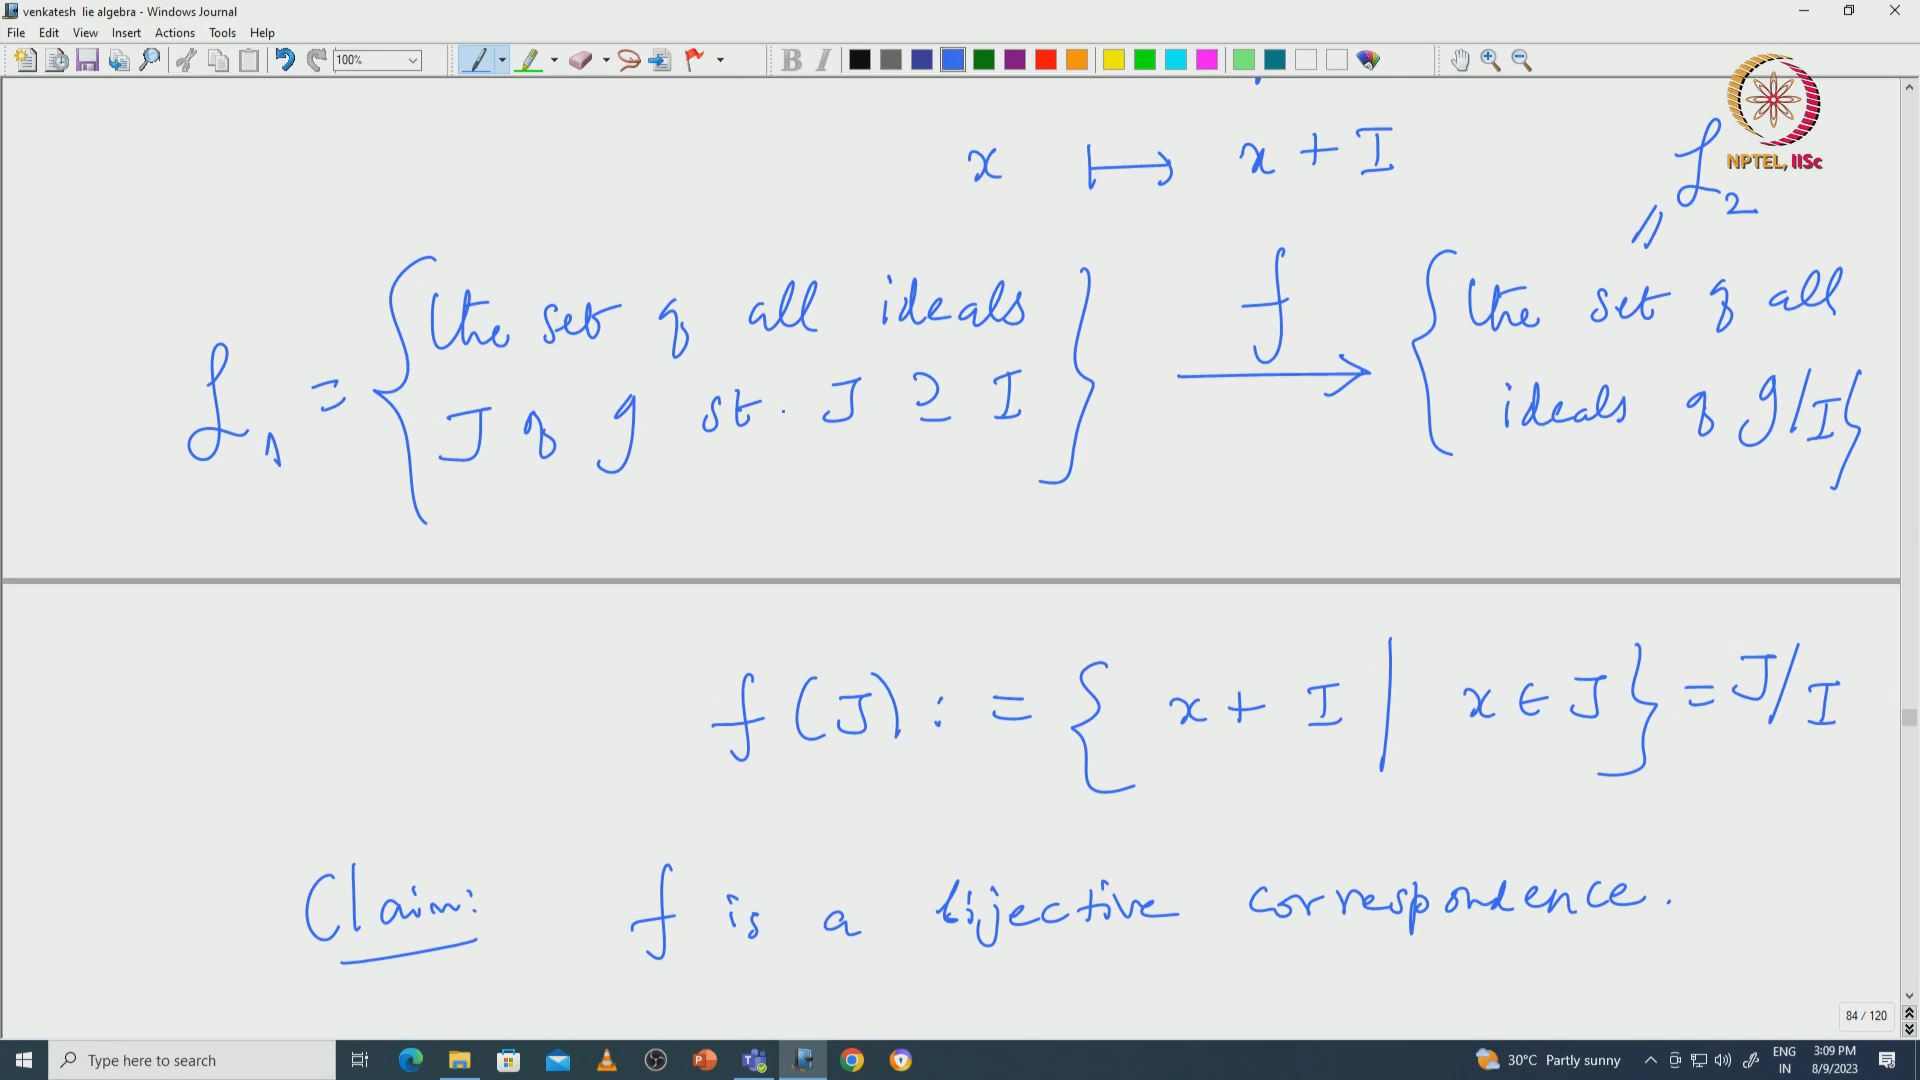 venkatesh lie algebra - Windows Journal
File Edit View Insert Actions Tools Help
100%
B I
NPTEL, IISc
x ↦ x + I
ℒ₂
ℒ₁ = { the set of all ideals J of g st. J ⊇ I } f → { the set of all ideals of g/I }
f(J) := { x + I | x ∈ J } = J/I
Claim: f is a bijective correspondence.
84 / 120
Type here to search
30°C Partly sunny
ENG
IN
3:09 PM
8/9/2023